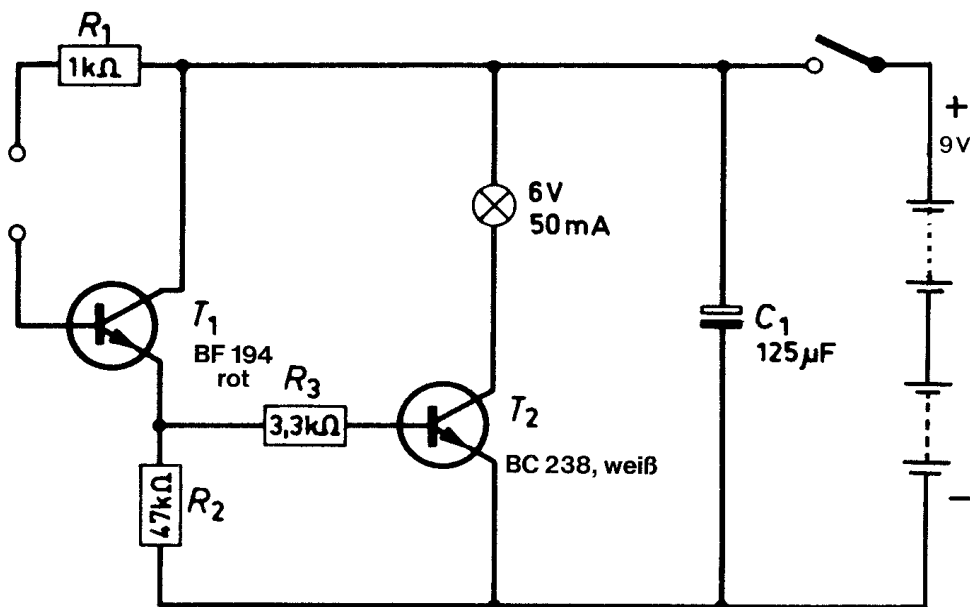 R1
1kΩ
+
9V
6V
50mA
T1
BF 194
rot
C1
125µF
R3
3,3kΩ
T2
BC 238, weiß
47kΩ
R2
−